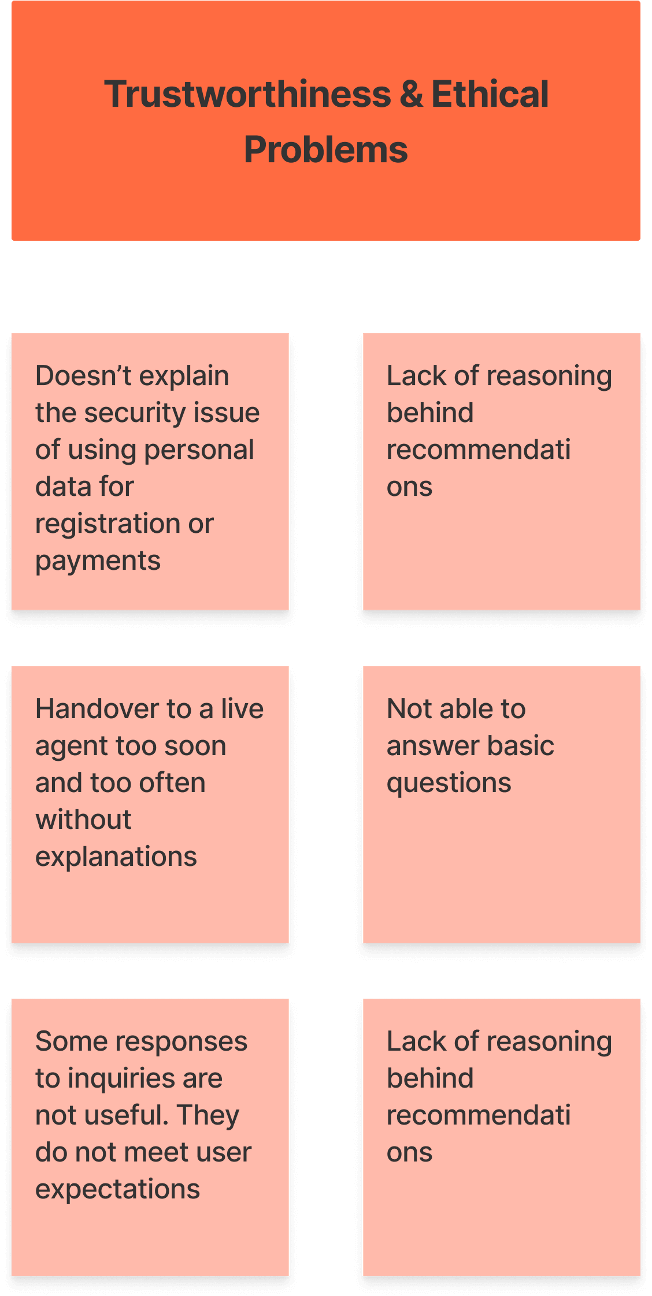 Trustworthiness & Ethical
Problems
Doesn’t explain
the security issue
of using personal
data for
registration or
payments
Lack of reasoning
behind
recommendati
ons
Handover to a live
agent too soon
and too often
without
explanations
Not able to
answer basic
questions
Some responses
to inquiries are
not useful. They
do not meet user
expectations
Lack of reasoning
behind
recommendati
ons